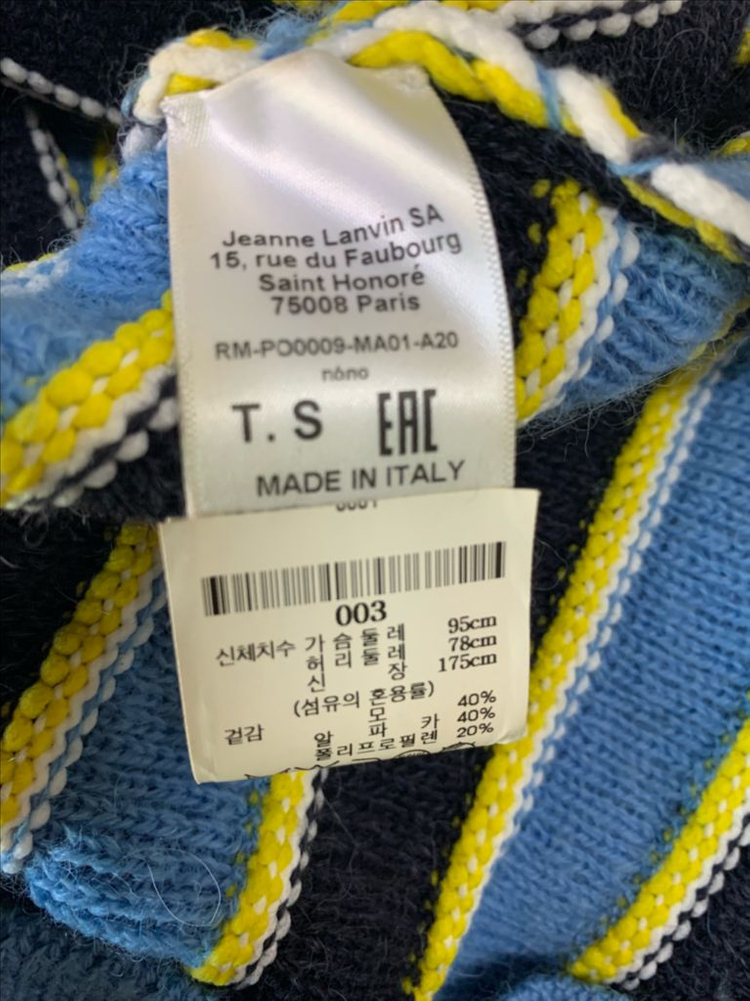 Jeanne Lanvin SA
15, rue du Faubourg
Saint Honoré
75008 Paris
RM-PO0009-MA01-A20
nóno
T. S EAC
MADE IN ITALY
003
신체치수 가 슴 둘 레 95cm
허 리 둘 레 78cm
신 장 175cm
(섬유의 혼용률)
모 40%
겉감 알 파 카 40%
폴리프로필렌 20%